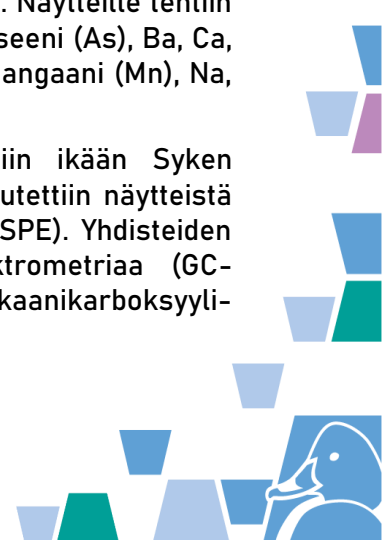 . Näytteille tehtiin
seeni (As), Ba, Ca,
angaani (Mn), Na,
iin ikään Syken
utettiin näytteistä
SPE). Yhdisteiden
ktrometriaa (GC-
kaanikarboksyyli-